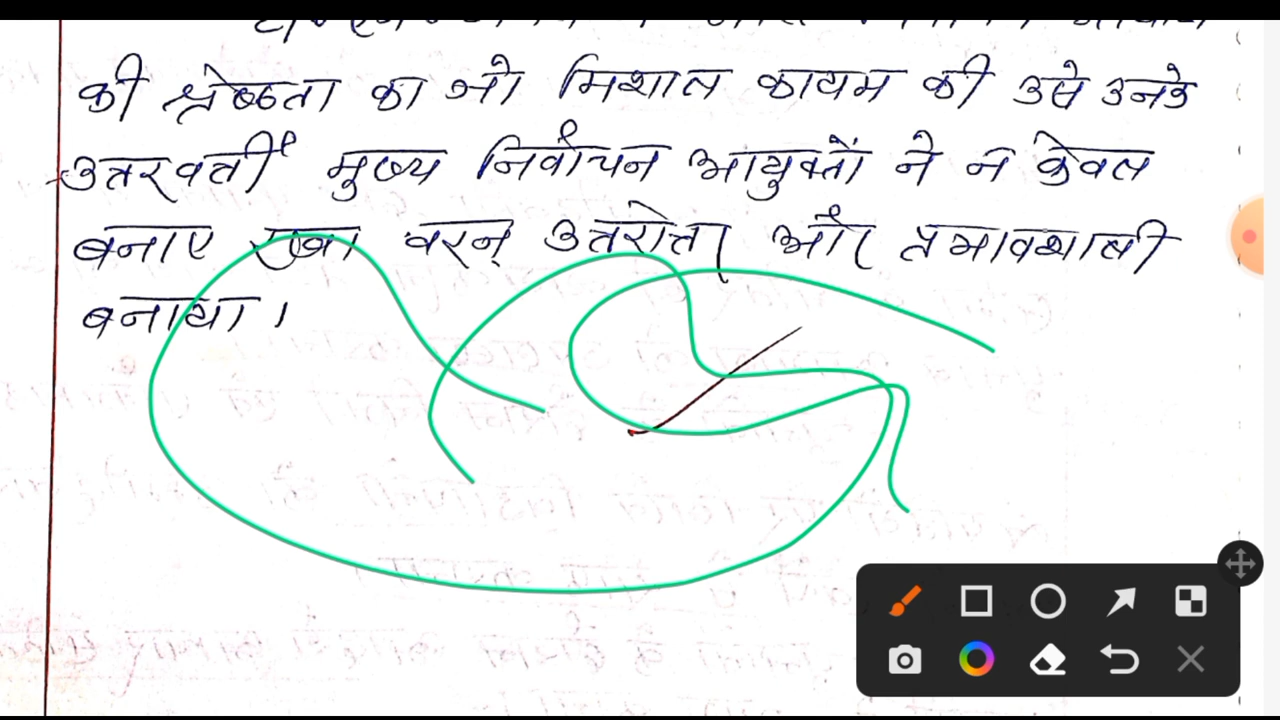 की श्रेष्ठता का जो मिशाल कायम की उसे उनके
उतरवर्ती मुख्य निर्वाचन आयुक्तों ने न केवल
बनाए रखा वरन् उतरोत्तर और प्रभावशाली
बनाया।